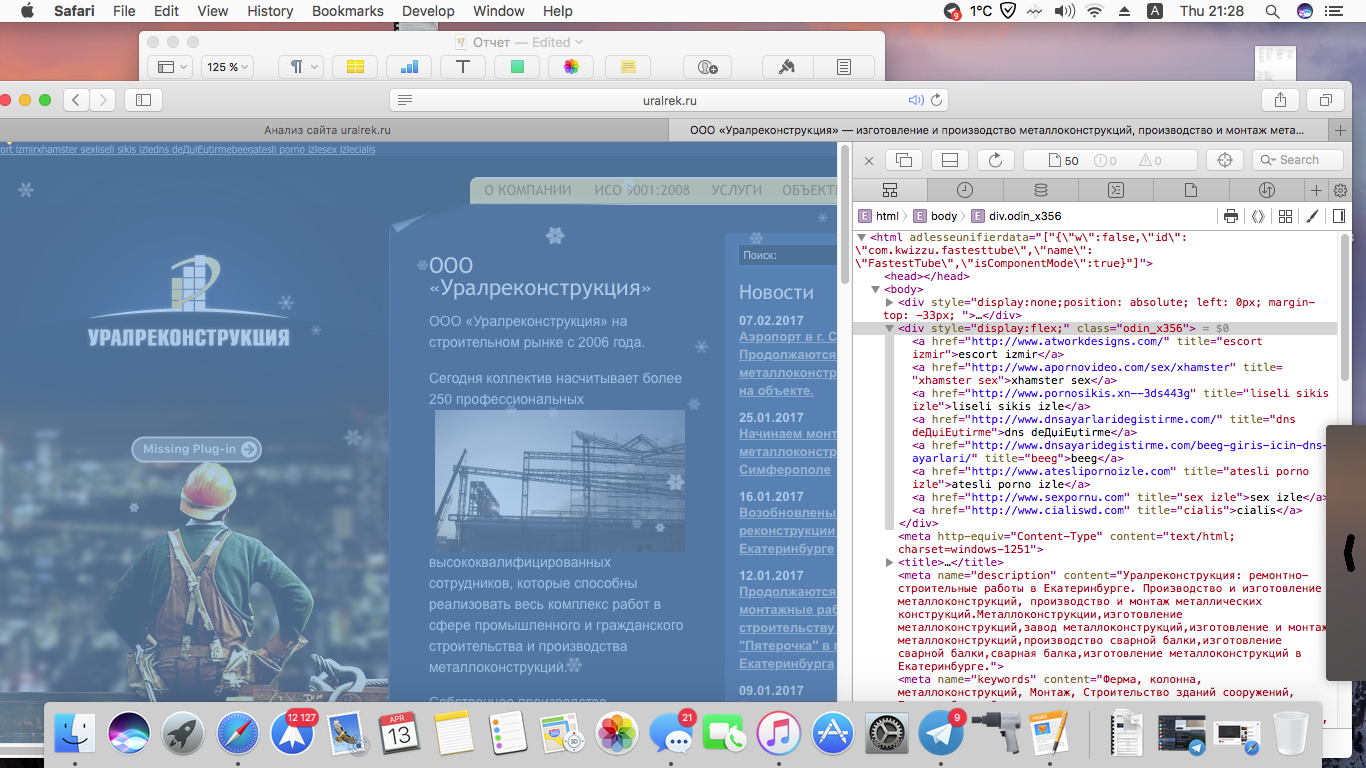 Safari File Edit View History Bookmarks Develop Window Help
9 1°C A Thu 21:28
Отчет — Edited
125 %
uralrek.ru
Анализ сайта uralrek.ru
ООО «Уралреконструкция» — изготовление и производство металлоконструкций, производство и монтаж мета...
ort izmirxhamster sexliseli sikis izledns deДµiЕџtirmebeegatesli porno izlesex izlecialis
О КОМПАНИИ ИСО 9001:2008 УСЛУГИ ОБЪЕКТ
УРАЛРЕКОНСТРУКЦИЯ
Missing Plug-in
ООО
«Уралреконструкция»
ООО «Уралреконструкция» на
строительном рынке с 2006 года.
Сегодня коллектив насчитывает более
250 профессиональных
высококвалифицированных
сотрудников, которые способны
реализовать весь комплекс работ в
сфере промышленного и гражданского
строительства и производства
металлоконструкций.
Собственное производство
Поиск:
Новости
07.02.2017
Аэропорт в г. С
Продолжаются
металлоконстр
на объекте.
25.01.2017
Начинаем монт
металлоконстр
Симферополе
16.01.2017
Возобновлены
реконструкции
Екатеринбурге
12.01.2017
Продолжаются
монтажные раб
строительству
"Пятерочка" в г
Екатеринбурга
09.01.2017
50 0 0 Search
E html E body E div.odin_x356
<html adlesseunifierdata="["{\"w\":false,\"id\":
\"com.kwizzu.fastesttube\",\"name\":
\"FastestTube\",\"isComponentMode\":true}"]">
<head></head>
<body>
<div style="display:none;position: absolute; left: 0px; margin-
top: -33px; ">…</div>
<div style="display:flex;" class="odin_x356"> = $0
<a href="http://www.atworkdesigns.com/" title="escort
izmir">escort izmir</a>
<a href="http://www.apornovideo.com/sex/xhamster" title=
"xhamster sex">xhamster sex</a>
<a href="http://www.pornosikis.xn--3ds443g" title="liseli sikis
izle">liseli sikis izle</a>
<a href="http://www.dnsayarlaridegistirme.com/" title="dns
deДµiЕџtirme">dns deДµiЕџtirme</a>
<a href="http://www.dnsayaridegistirme.com/beeg-giris-icin-dns-
ayarlari/" title="beeg">beeg</a>
<a href="http://www.ateslipornoizle.com" title="atesli porno
izle">atesli porno izle</a>
<a href="http://www.sexpornu.com" title="sex izle">sex izle</a>
<a href="http://www.cialiswd.com" title="cialis">cialis</a>
</div>
<meta http-equiv="Content-Type" content="text/html;
charset=windows-1251">
<title>…</title>
<meta name="description" content="Уралреконструкция: ремонтно-
строительные работы в Екатеринбурге. Производство и изготовление
металлоконструкций, производство и монтаж металлических
конструкций.Металлоконструкции,изготовление
металлоконструкций,завод металлоконструкций,изготовление и монтаж
металлоконструкций,производство сварной балки,изготовление
сварной балки,сварная балка,изготовление металлоконструкций в
Екатеринбурге.">
<meta name="keywords" content="Ферма, колонна,
металлоконструкций, Монтаж, Строительство зданий сооружений,
12 127 APR 13 3D 21 9 PAGES